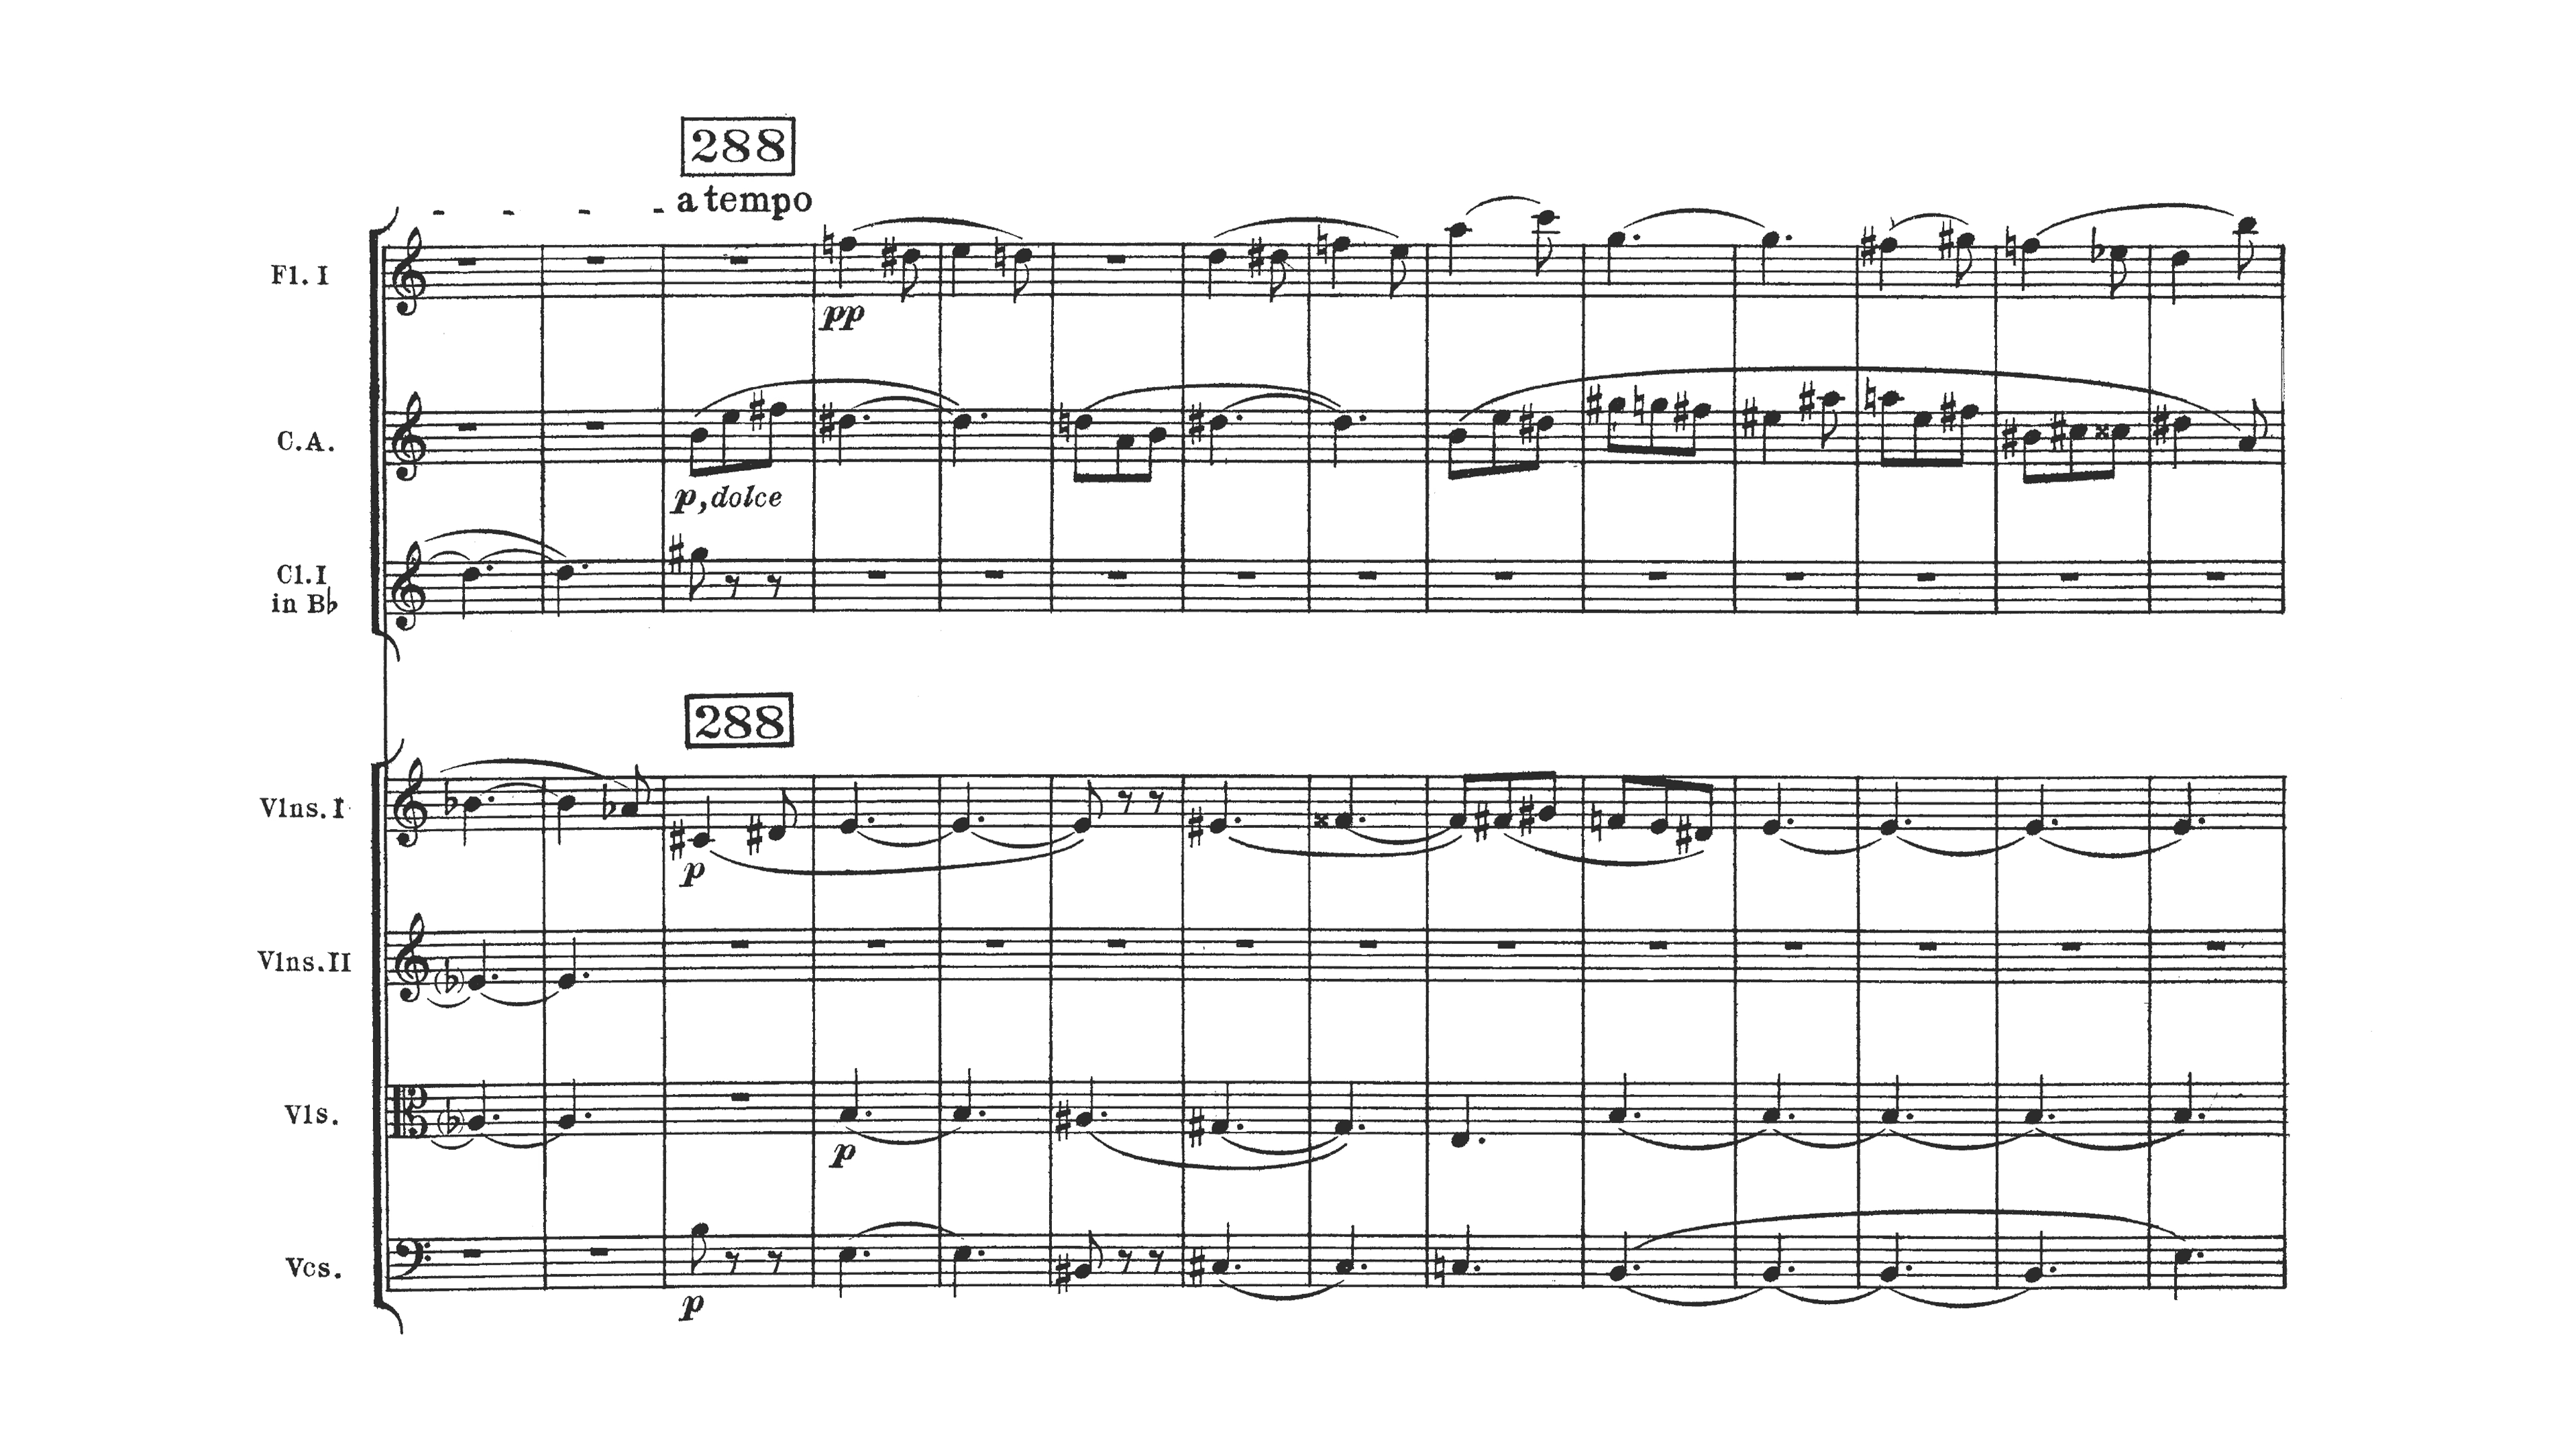 288
a tempo
Fl. I
pp
C.A.
p, dolce
Cl. I
in B♭
288
Vlns. I
p
Vlns. II
Vls.
p
Vcs.
p